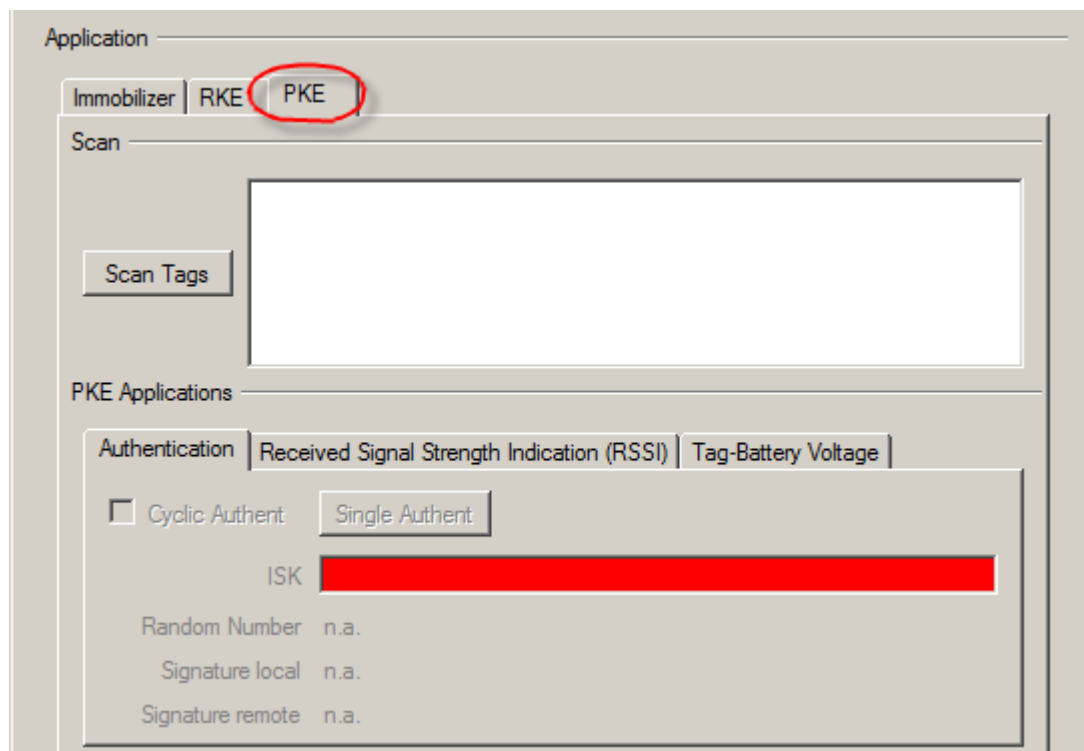 Application
Immobilizer RKE PKE
Scan
Scan Tags
PKE Applications
Authentication Received Signal Strength Indication (RSSI) Tag-Battery Voltage
Cyclic Authent Single Authent
ISK
Random Number n.a.
Signature local n.a.
Signature remote n.a.